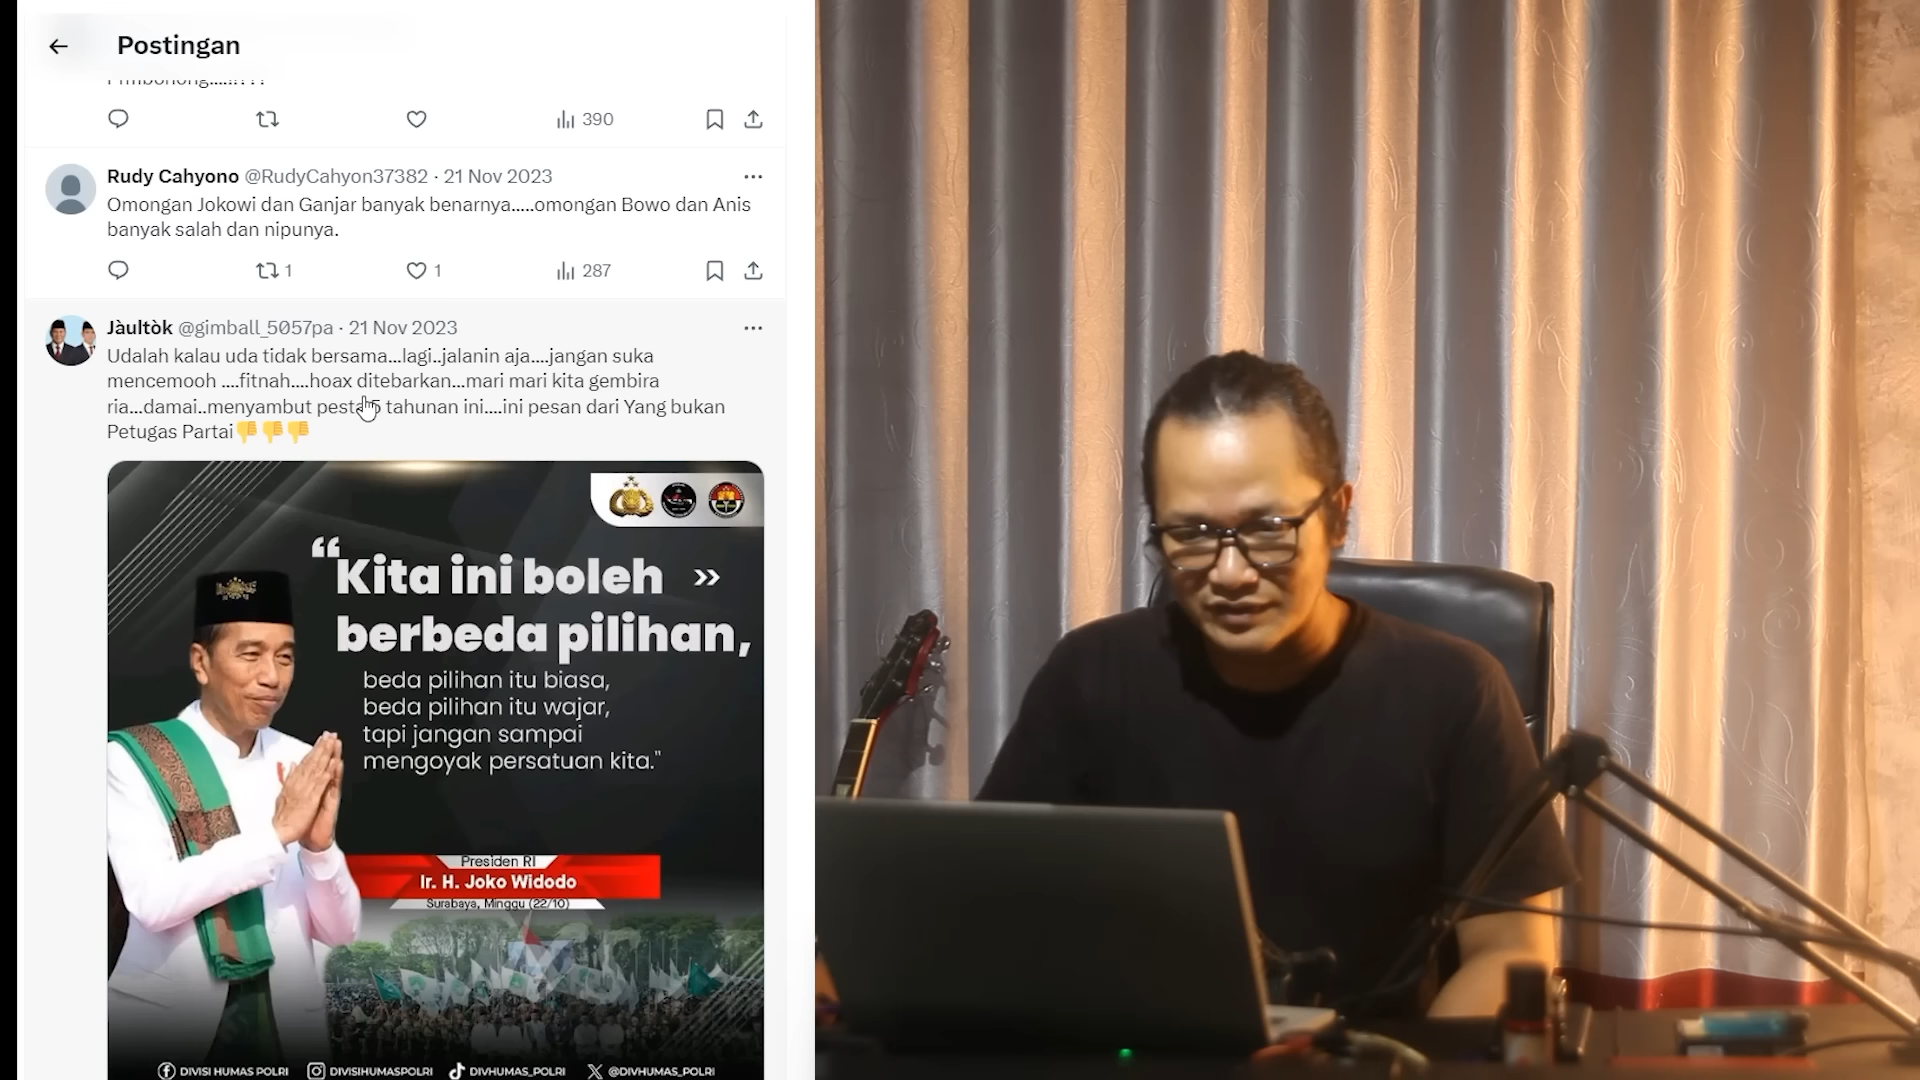 Postingan
390
Rudy Cahyono @RudyCahyon37382 · 21 Nov 2023
Omongan Jokowi dan Ganjar banyak benarnya.....omongan Bowo dan Anis
banyak salah dan nipunya.
1
1
287
Jàultòk @gimball_5057pa · 21 Nov 2023
Udalah kalau uda tidak bersama...lagi..jalanin aja....jangan suka
mencemooh ....fitnah....hoax ditebarkan...mari mari kita gembira
ria...damai..menyambut pesta 5 tahunan ini....ini pesan dari Yang bukan
Petugas Partai👎👎👎
“Kita ini boleh »
berbeda pilihan,
beda pilihan itu biasa,
beda pilihan itu wajar,
tapi jangan sampai
mengoyak persatuan kita."
Presiden RI
Ir. H. Joko Widodo
Surabaya, Minggu (22/10)
DIVISI HUMAS POLRI DIVISIHUMASPOLRI DIVHUMAS_POLRI @DIVHUMAS_POLRI